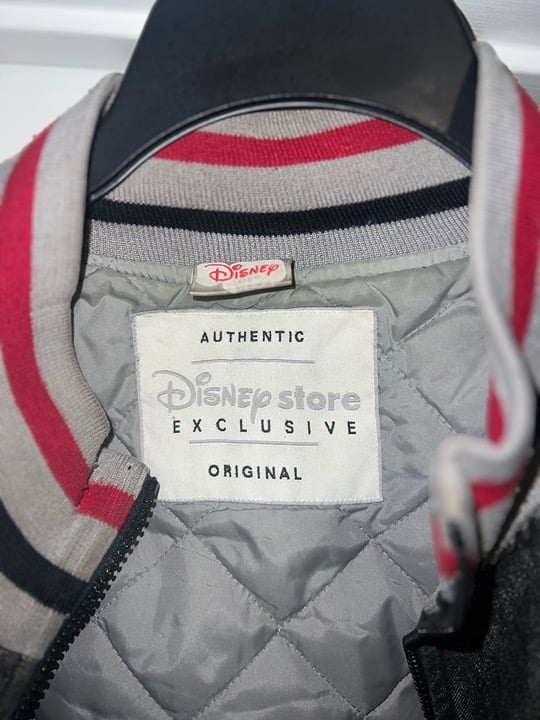 Disney
AUTHENTIC
Disney store
EXCLUSIVE
ORIGINAL